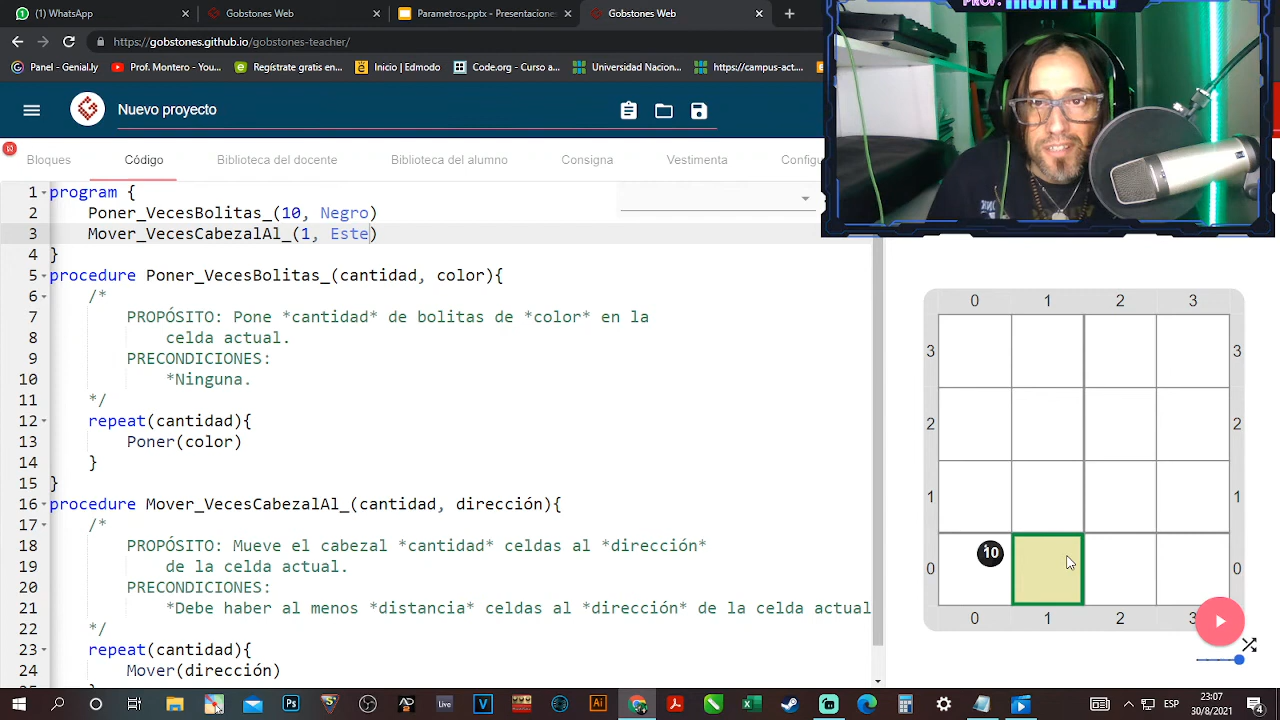 WhatsApp
Gobstones Web
Parametros.pptx - Presentacio
Gobstones Web
https://gobstones.github.io/gobstones-teacher/
Panel - Genial.ly
Prof. Montero - You...
Regístrate gratis en...
Inicio | Edmodo
Code.org - Curso a...
Universidad Nacion...
https://campus-act...
PROF. MONTERO
Nuevo proyecto
Bloques
Código
Biblioteca del docente
Biblioteca del alumno
Consigna
Vestimenta
Configu
1 program {
2 Poner_VecesBolitas_(10, Negro)
3 Mover_VecesCabezalAl_(1, Este)
4 }
5 procedure Poner_VecesBolitas_(cantidad, color){
6 /*
7 PROPÓSITO: Pone *cantidad* de bolitas de *color* en la
8 celda actual.
9 PRECONDICIONES:
10 *Ninguna.
11 */
12 repeat(cantidad){
13 Poner(color)
14 }
15 }
16 procedure Mover_VecesCabezalAl_(cantidad, dirección){
17 /*
18 PROPÓSITO: Mueve el cabezal *cantidad* celdas al *dirección*
19 de la celda actual.
20 PRECONDICIONES:
21 *Debe haber al menos *distancia* celdas al *dirección* de la celda actual
22 */
23 repeat(cantidad){
24 Mover(dirección)
0 1 2 3
3 3
2 2
1 1
0 10 0
0 1 2 3
Live
ESP
23:07
30/8/2021
4